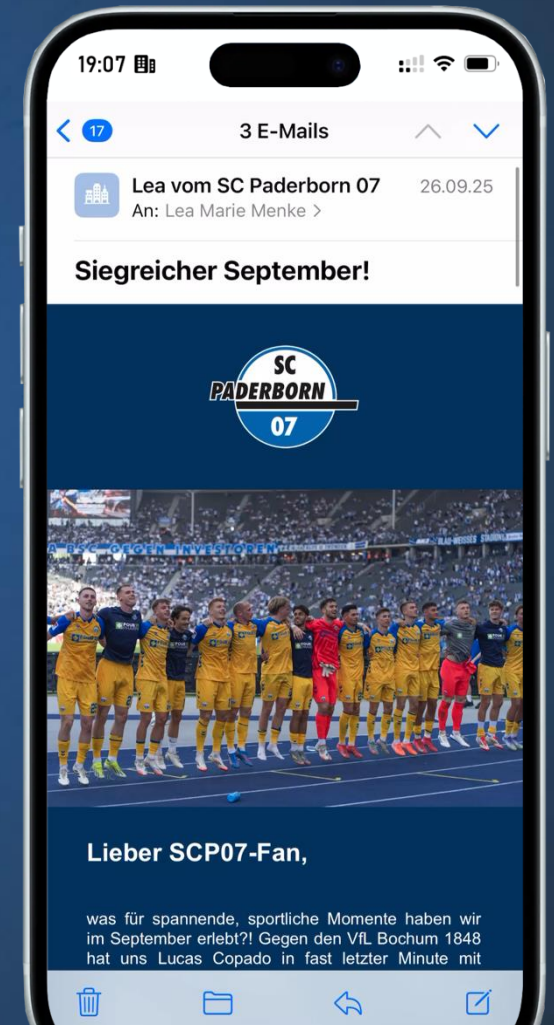 19:07
17
3 E-Mails
Lea vom SC Paderborn 07
26.09.25
An: Lea Marie Menke >
Siegreicher September!
SC
PADERBORN
07
A BSC GEGEN INVESTOREN
Lieber SCP07-Fan,
was für spannende, sportliche Momente haben wir
im September erlebt?! Gegen den VfL Bochum 1848
hat uns Lucas Copado in fast letzter Minute mit